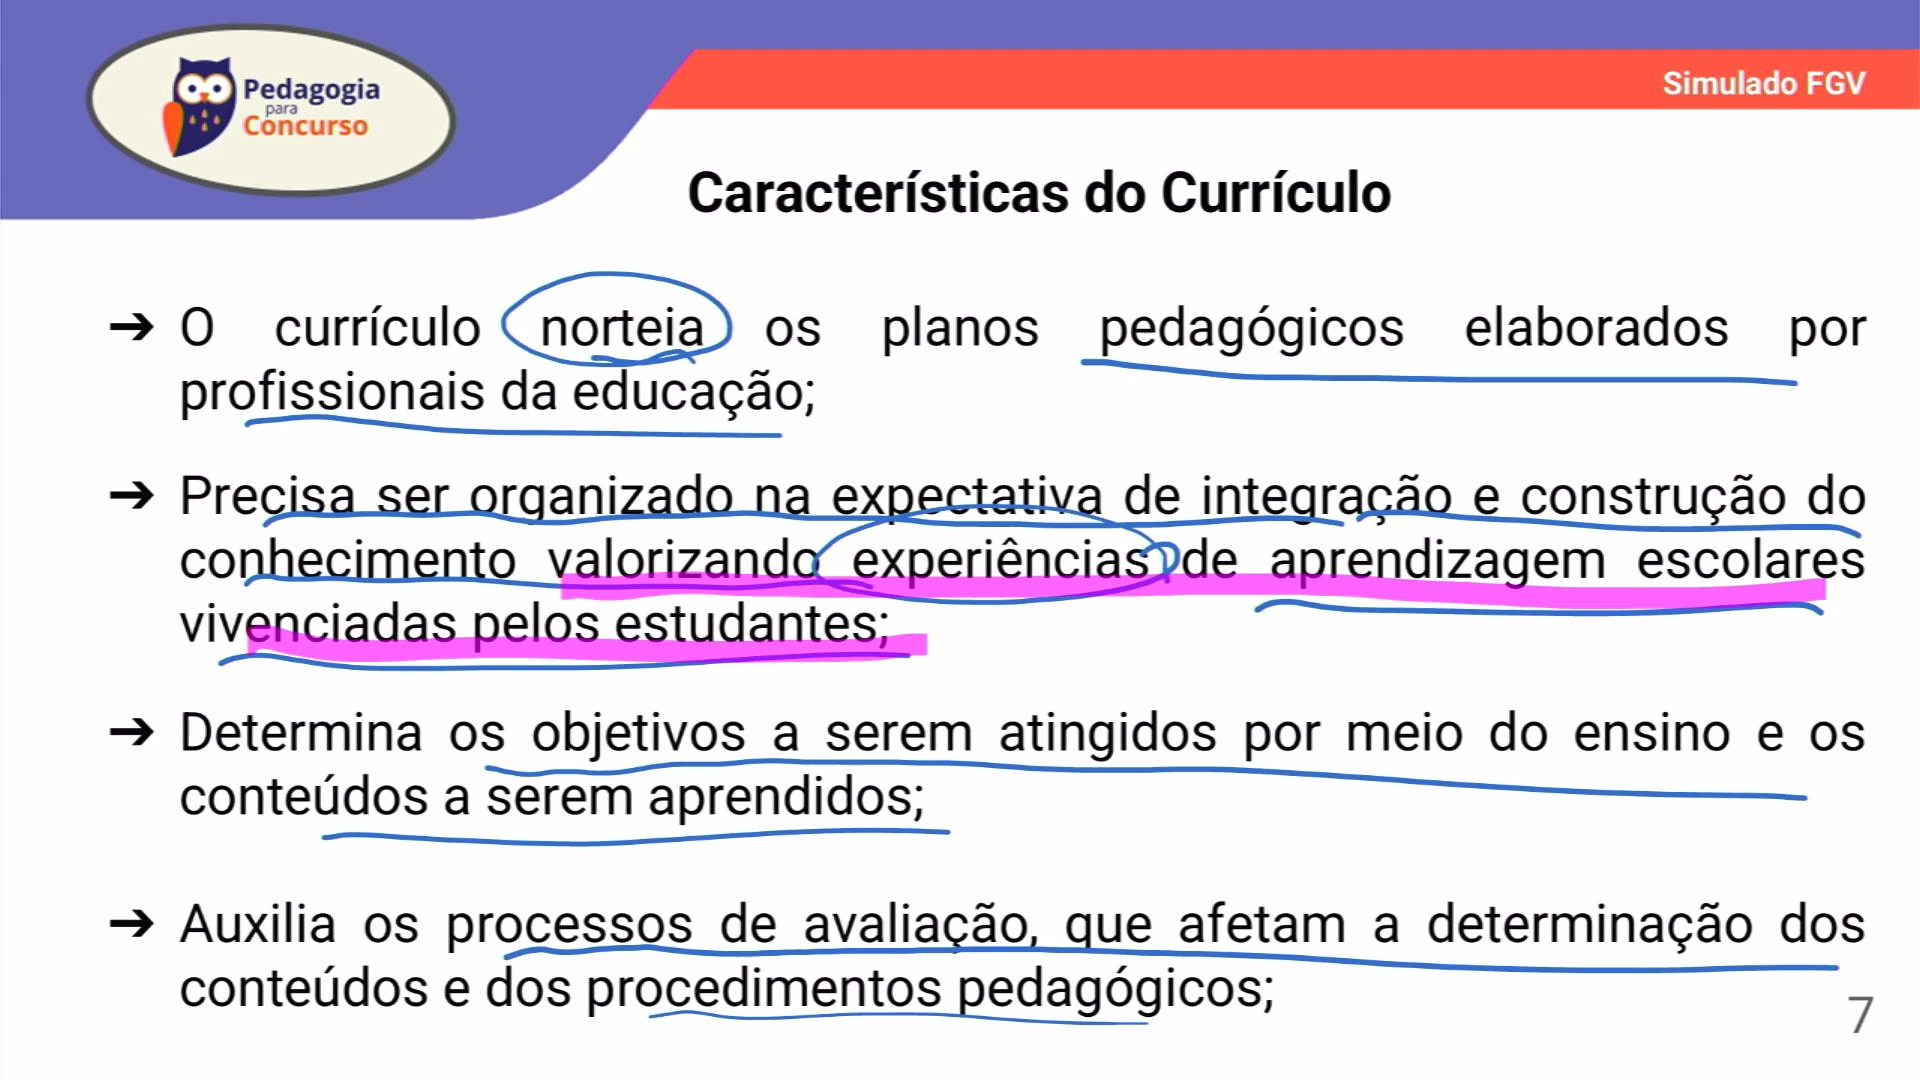 Pedagogia
para
Concurso
Simulado FGV
Características do Currículo
➔ O currículo norteia os planos pedagógicos elaborados por
profissionais da educação;
➔ Precisa ser organizado na expectativa de integração e construção do
conhecimento valorizando experiências de aprendizagem escolares
vivenciadas pelos estudantes;
➔ Determina os objetivos a serem atingidos por meio do ensino e os
conteúdos a serem aprendidos;
➔ Auxilia os processos de avaliação, que afetam a determinação dos
conteúdos e dos procedimentos pedagógicos;
7